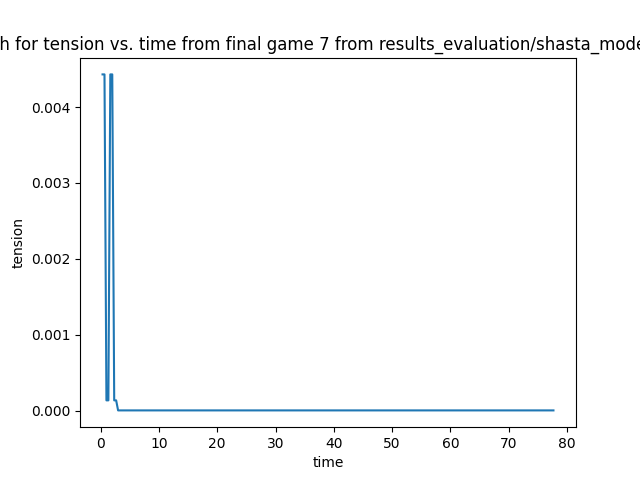 h for tension vs. time from final game 7 from results_evaluation/shasta_mode
0.004
0.003
0.002
0.001
0.000
tension
0 10 20 30 40 50 60 70 80
time